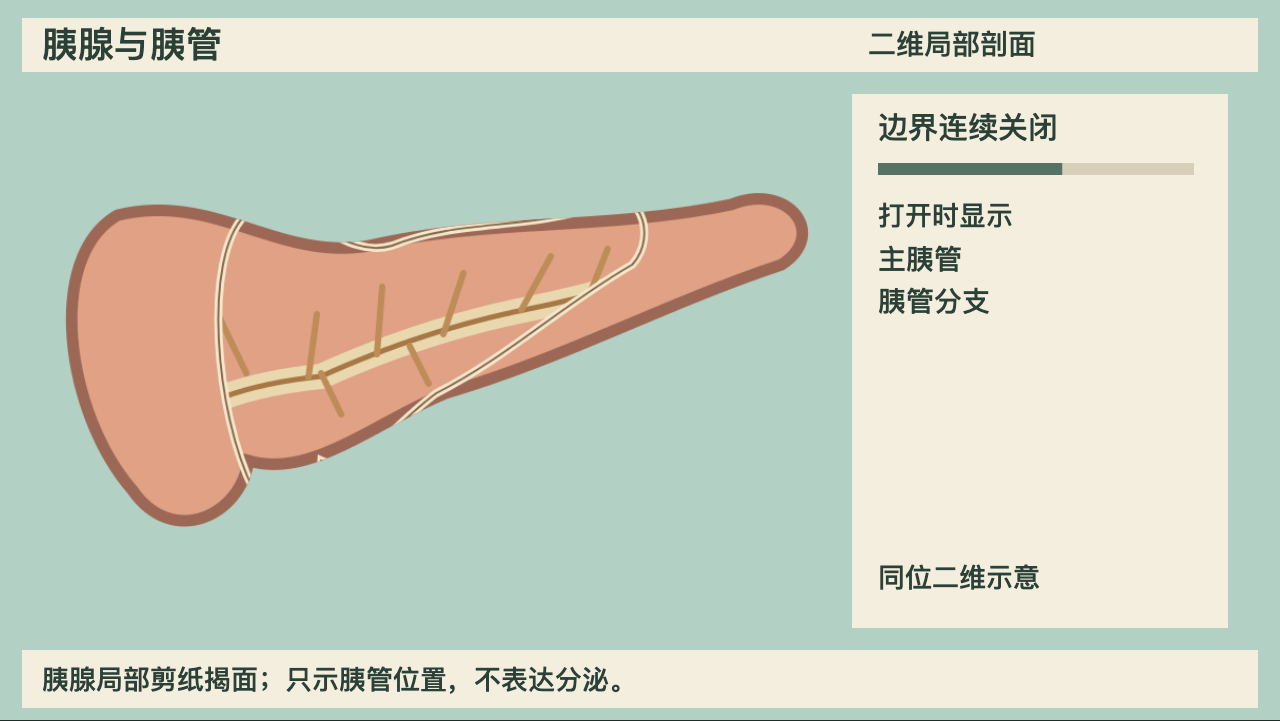 胰腺与胰管
二维局部剖面
边界连续关闭
打开时显示
主胰管
胰管分支
同位二维示意
胰腺局部剪纸揭面；只示胰管位置，不表达分泌。